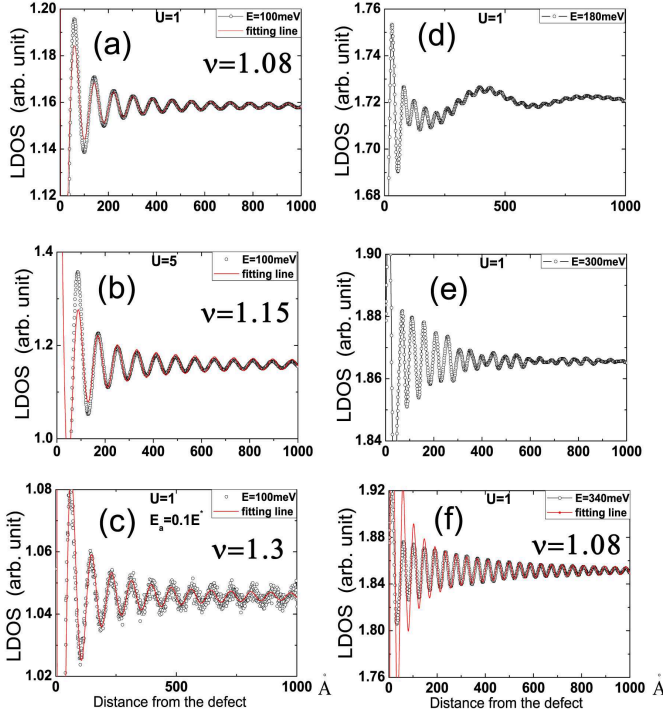 (a)
U=1
E=100meV
fitting line
ν=1.08
LDOS (arb. unit)
1.20
1.18
1.16
1.14
1.12
0 200 400 600 800 1000
(d)
U=1
E=180meV
LDOS (arb. unit)
1.76
1.74
1.72
1.70
1.68
0 500 1000
(b)
U=5
E=100meV
fitting line
ν=1.15
LDOS (arb. unit)
1.4
1.2
1.0
0 200 400 600 800 1000
(e)
U=1
E=300meV
LDOS (arb. unit)
1.90
1.88
1.86
1.84
0 200 400 600 800 1000
(c)
U=1
E_a=0.1E*
E=100meV
fitting line
ν=1.3
LDOS (arb. unit)
1.08
1.06
1.04
1.02
0 500 1000
Distance from the defect Å
(f)
U=1
E=340meV
fitting line
ν=1.08
LDOS (arb. unit)
1.92
1.88
1.84
1.80
1.76
0 200 400 600 800 1000
Distance from the defect Å